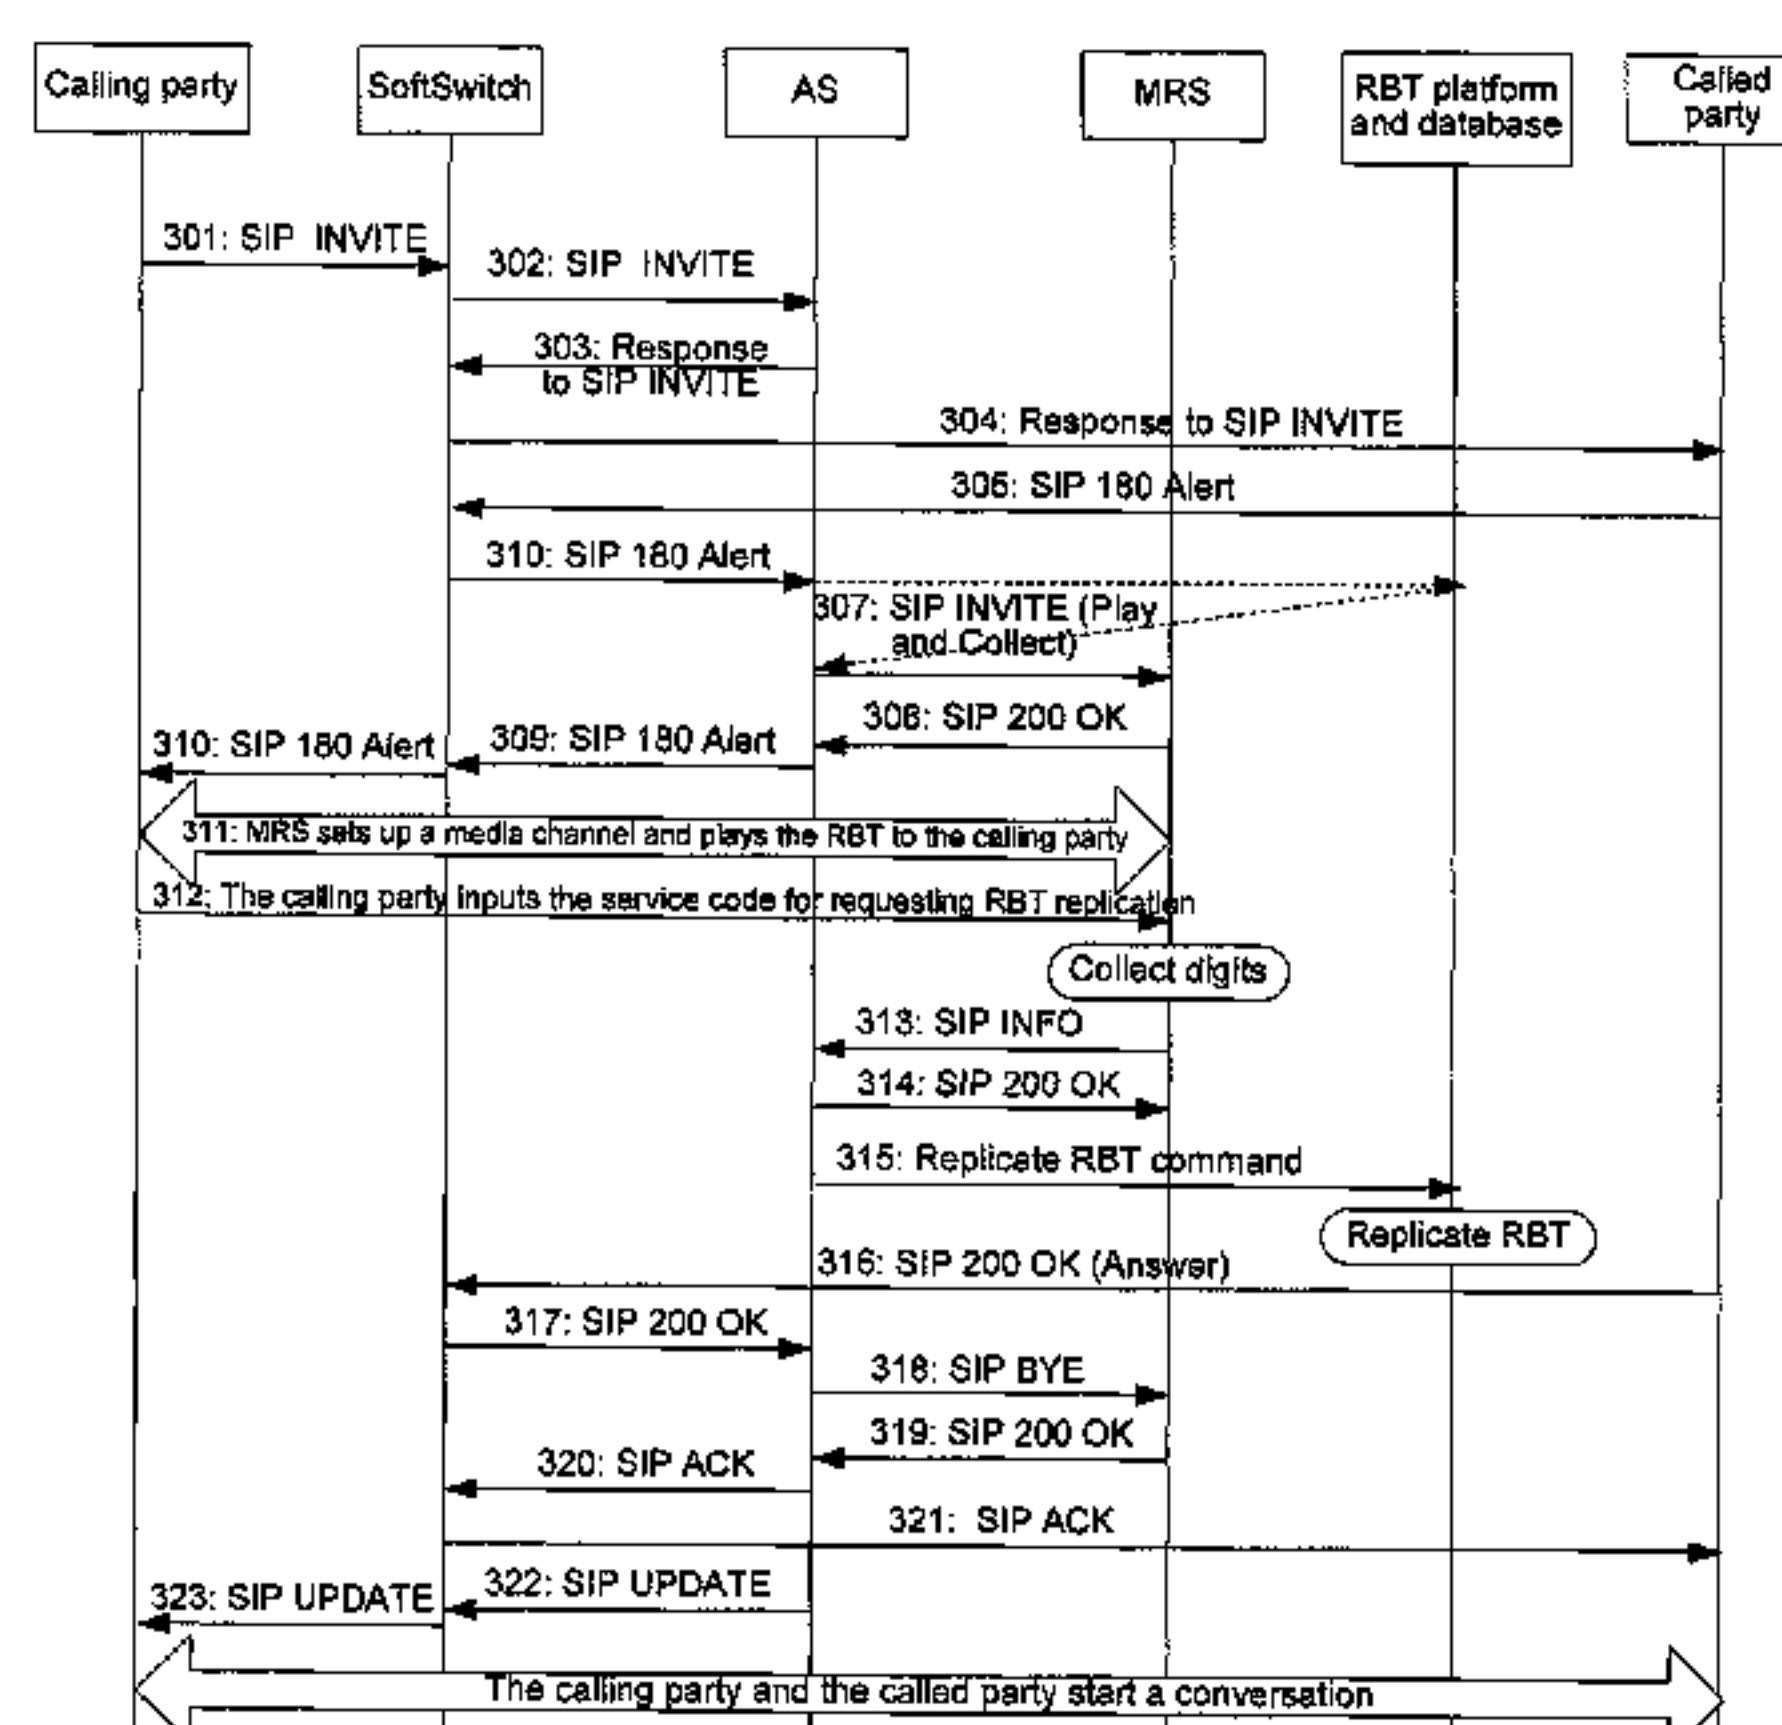 Calling party
SoftSwitch
AS
MRS
RBT platform
and database
Called
party
301: SIP INVITE
302: SIP INVITE
303: Response
to SIP INVITE
304: Response to SIP INVITE
305: SIP 180 Alert
310: SIP 180 Alert
307: SIP INVITE (Play
and Collect)
308: SIP 200 OK
309: SIP 180 Alert
310: SIP 180 Alert
311: MRS sets up a media channel and plays the RBT to the calling party
312: The calling party inputs the service code for requesting RBT replication
Collect digits
313: SIP INFO
314: SIP 200 OK
315: Replicate RBT command
Replicate RBT
316: SIP 200 OK (Answer)
317: SIP 200 OK
318: SIP BYE
319: SIP 200 OK
320: SIP ACK
321: SIP ACK
322: SIP UPDATE
323: SIP UPDATE
The calling party and the called party start a conversation